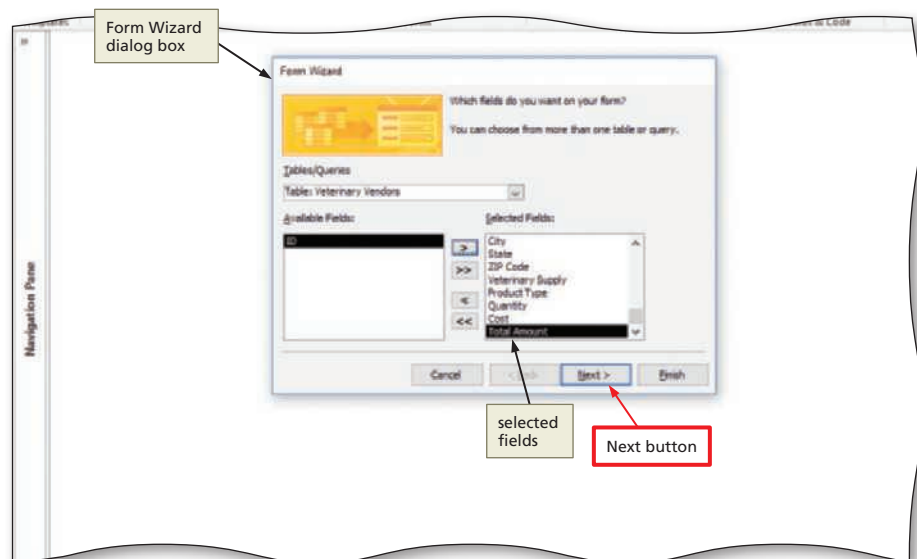 Form Wizard
dialog box
Form Wizard
Which fields do you want on your form?
You can choose from more than one table or query.
Tables/Queries
Table: Veterinary Vendors
Available Fields:
Selected Fields:
ID
>
>>
<
<<
City
State
ZIP Code
Veterinary Supply
Product Type
Quantity
Cost
Total Amount
Cancel
Next >
Finish
selected
fields
Next button
Navigation Pane